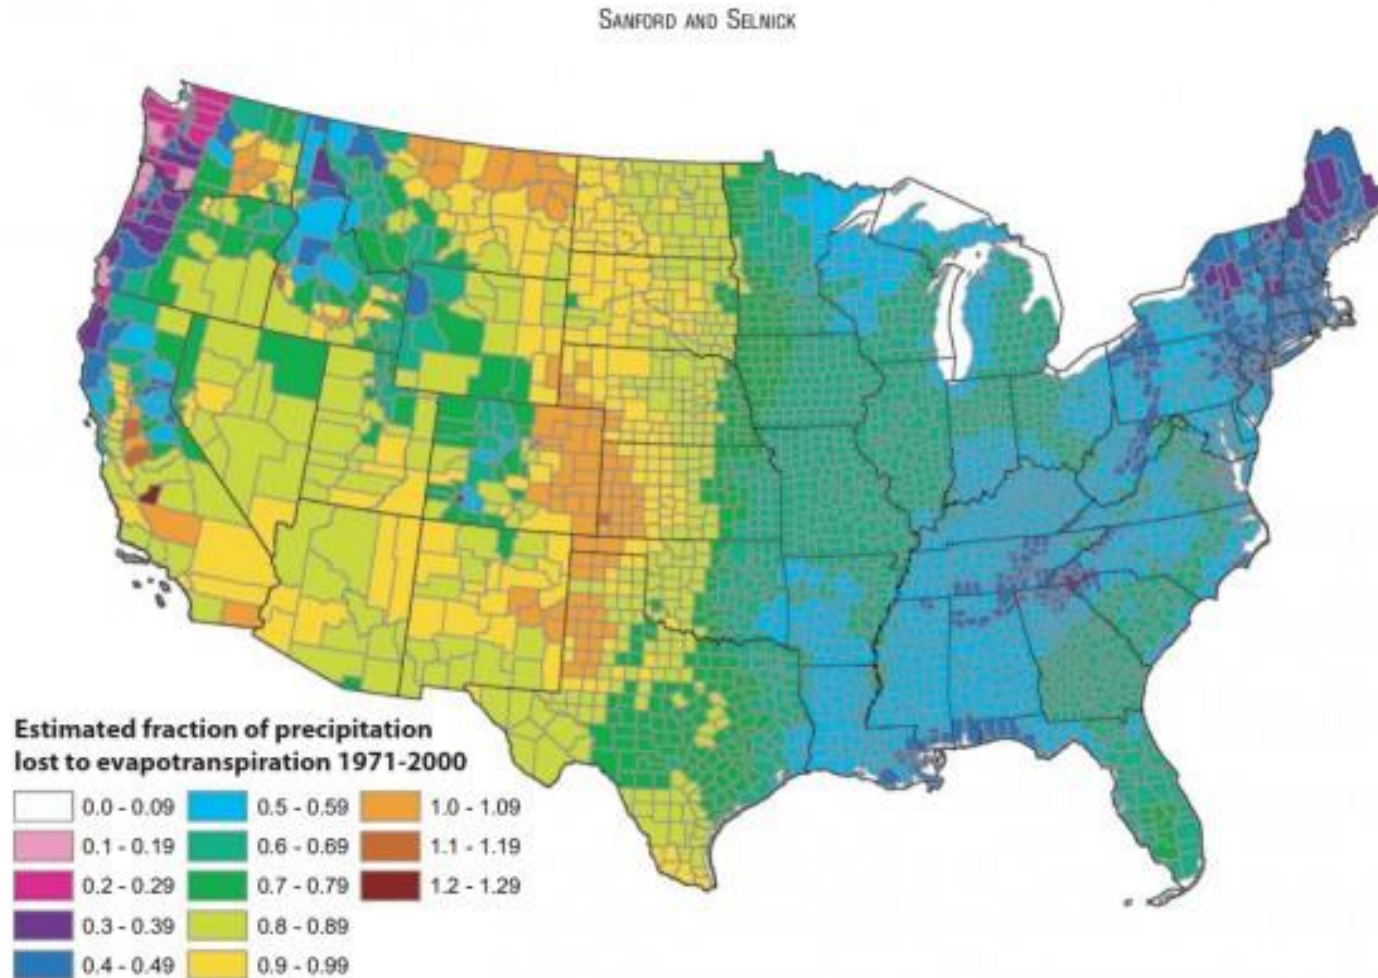 SANFORD AND SELNICK
Estimated fraction of precipitation
lost to evapotranspiration 1971-2000
0.0 - 0.09
0.1 - 0.19
0.2 - 0.29
0.3 - 0.39
0.4 - 0.49
0.5 - 0.59
0.6 - 0.69
0.7 - 0.79
0.8 - 0.89
0.9 - 0.99
1.0 - 1.09
1.1 - 1.19
1.2 - 1.29